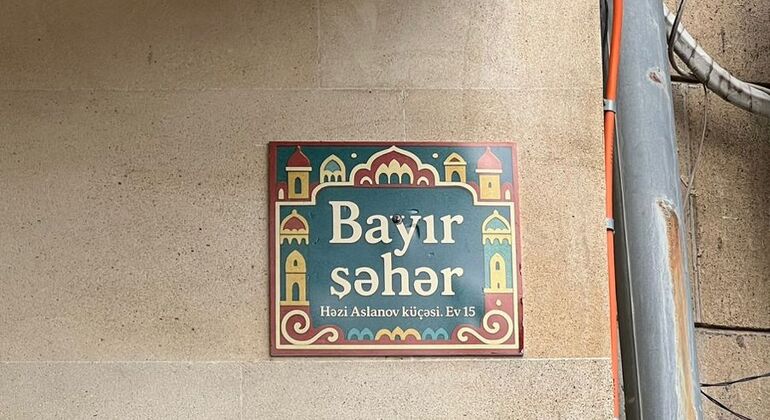 Bayır
şəhər
Həzi Aslanov küçəsi. Ev 15